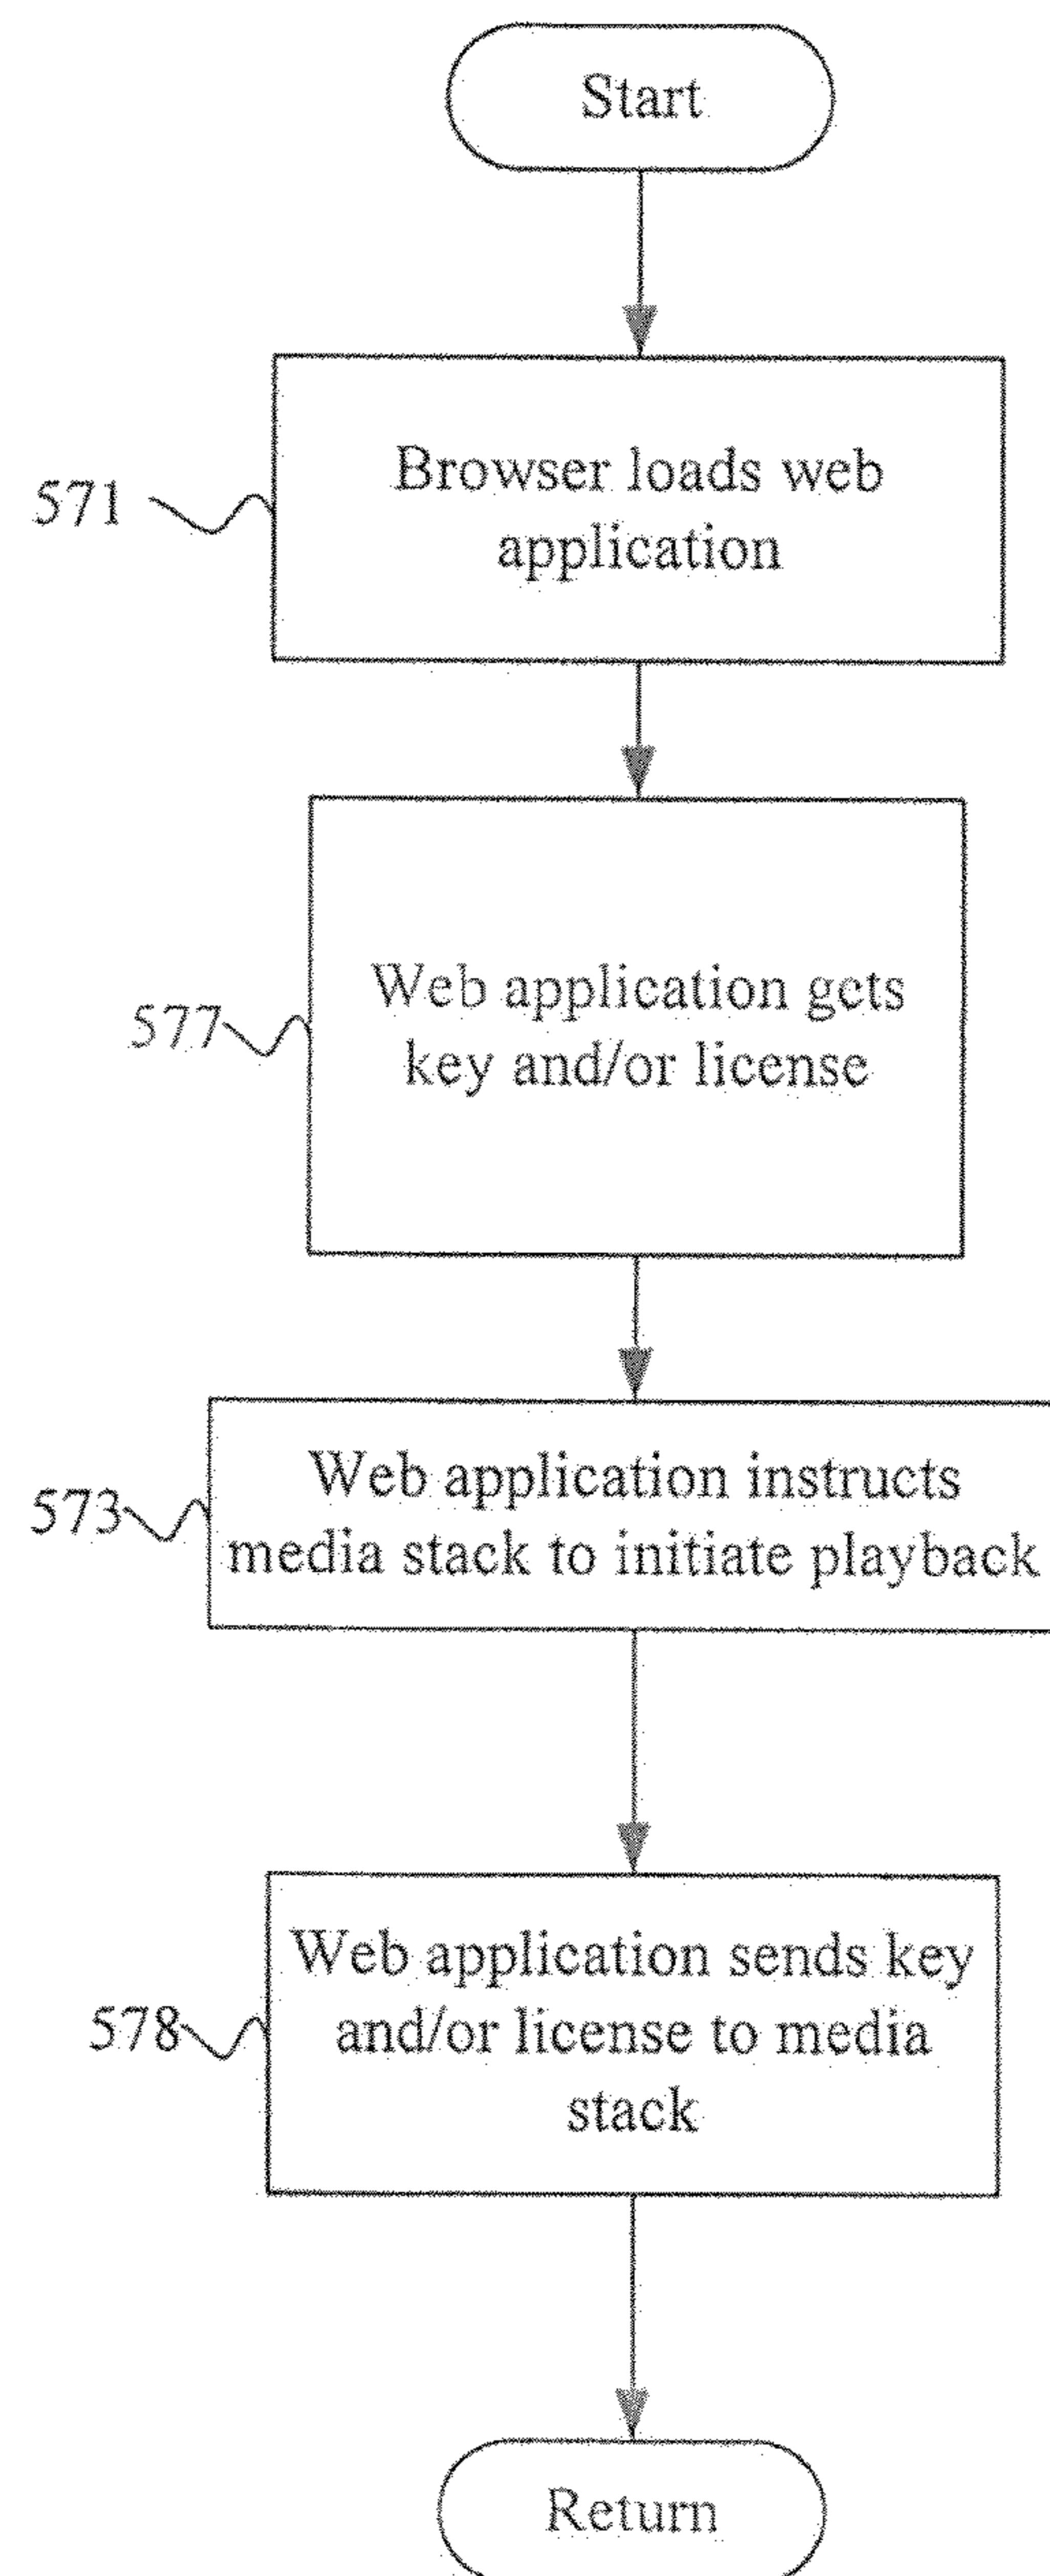 Start
571
Browser loads web
application
577
Web application gets
key and/or license
573
Web application instructs
media stack to initiate playback
578
Web application sends key
and/or license to media
stack
Return